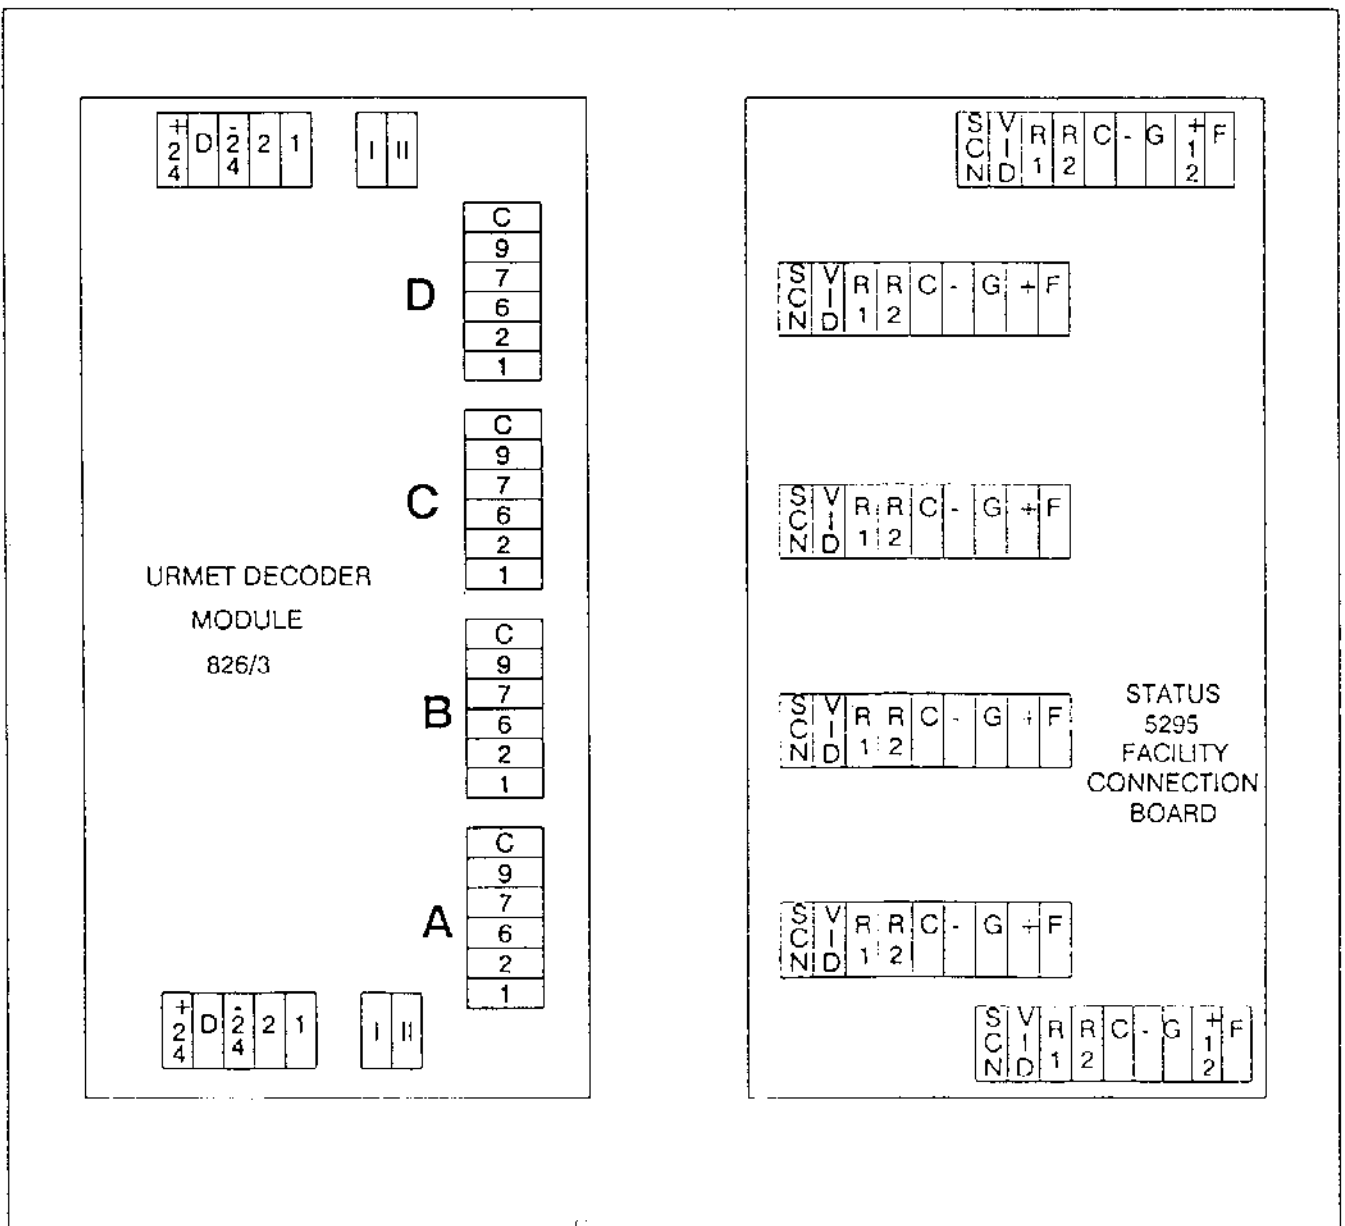 +24 D -24 2 1
I II
C
9
7
6
2
1
D
C
9
7
6
2
1
C
URMET DECODER
MODULE
826/3
C
9
7
6
2
1
B
C
9
7
6
2
1
A
+24 D -24 2 1
I II
SCN VID R1 R2 C - G +12 F
SCN VID R1 R2 C - G + F
SCN VID R1 R2 C - G + F
SCN VID R1 R2 C - G + F
STATUS
5295
FACILITY
CONNECTION
BOARD
SCN VID R1 R2 C - G + F
SCN VID R1 R2 C - G +12 F